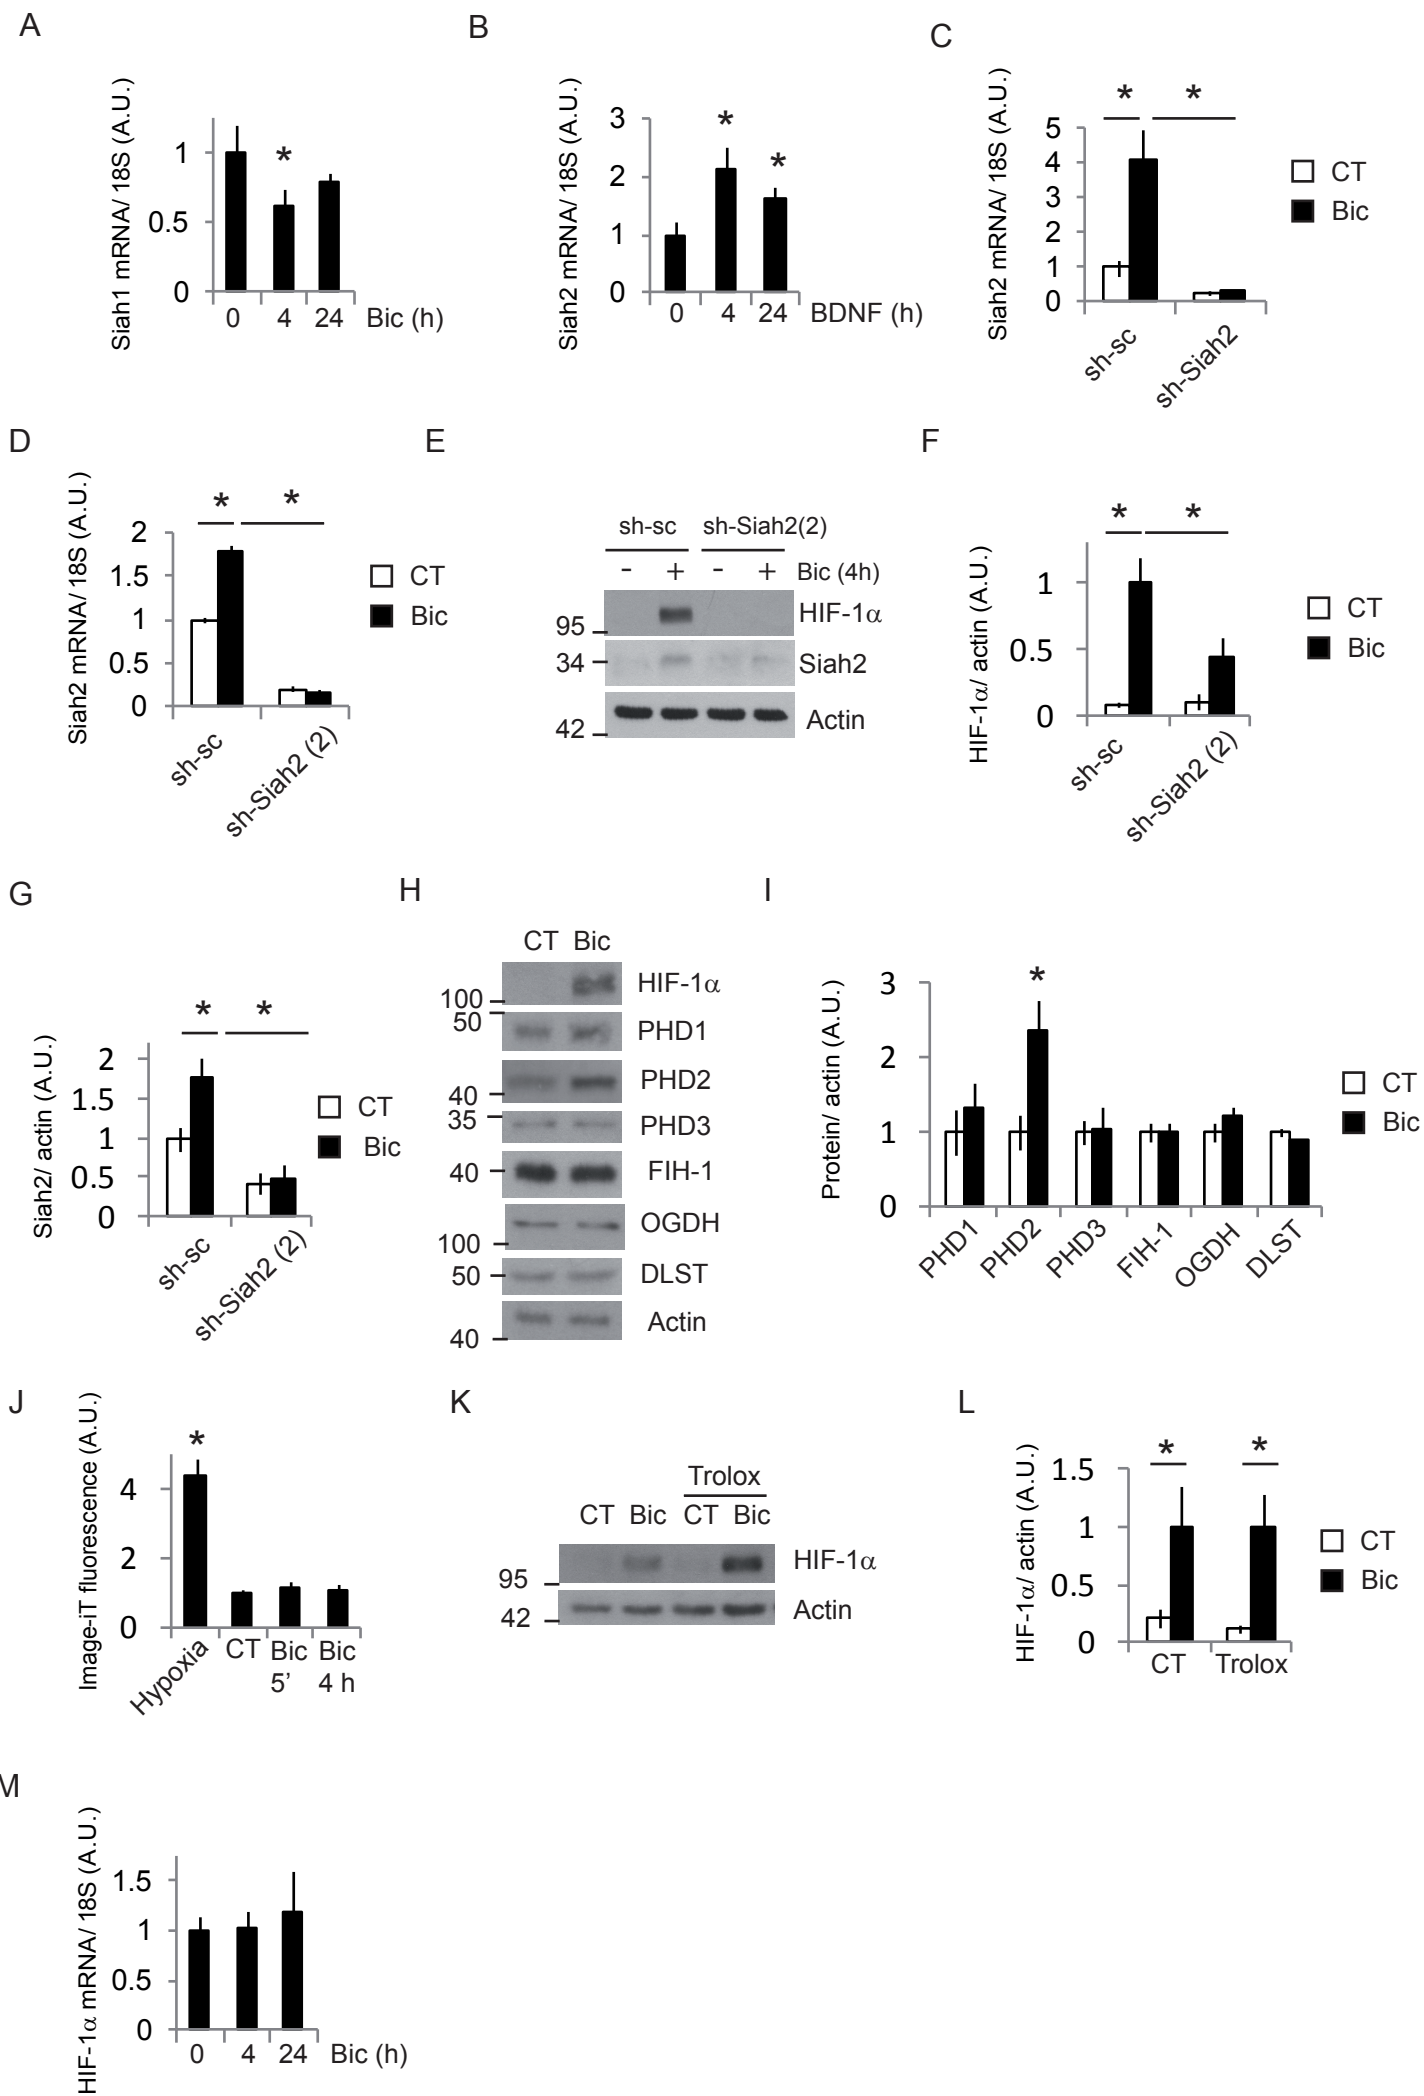 A
Siah1 mRNA/ 18S (A.U.)
1
0.5
0
0 4 24 Bic (h)
*
B
Siah2 mRNA/ 18S (A.U.)
3
2
1
0
0 4 24 BDNF (h)
* *
C
Siah2 mRNA/ 18S (A.U.)
5
4
3
2
1
0
* *
sh-sc sh-Siah2
CT
Bic
D
Siah2 mRNA/ 18S (A.U.)
2
1.5
1
0.5
0
* *
sh-sc sh-Siah2 (2)
CT
Bic
E
sh-sc sh-Siah2(2)
- + - + Bic (4h)
95 HIF-1α
34 Siah2
42 Actin
F
HIF-1α/ actin (A.U.)
1
0.5
0
* *
sh-sc sh-Siah2 (2)
CT
Bic
G
Siah2/ actin (A.U.)
2
1.5
1
0.5
0
* *
sh-sc sh-Siah2 (2)
CT
Bic
H
CT Bic
100 HIF-1α
50 PHD1
40 PHD2
35 PHD3
40 FIH-1
100 OGDH
50 DLST
40 Actin
I
Protein/ actin (A.U.)
3
2
1
0
*
PHD1 PHD2 PHD3 FIH-1 OGDH DLST
CT
Bic
J
Image-iT fluorescence (A.U.)
4
2
0
*
Hypoxia CT Bic 5’ Bic 4 h
K
Trolox
CT Bic CT Bic
95 HIF-1α
42 Actin
L
HIF-1α/ actin (A.U.)
1.5
1
0.5
0
* *
CT Trolox
CT
Bic
M
HIF-1α mRNA/ 18S (A.U.)
1.5
1
0.5
0
0 4 24 Bic (h)